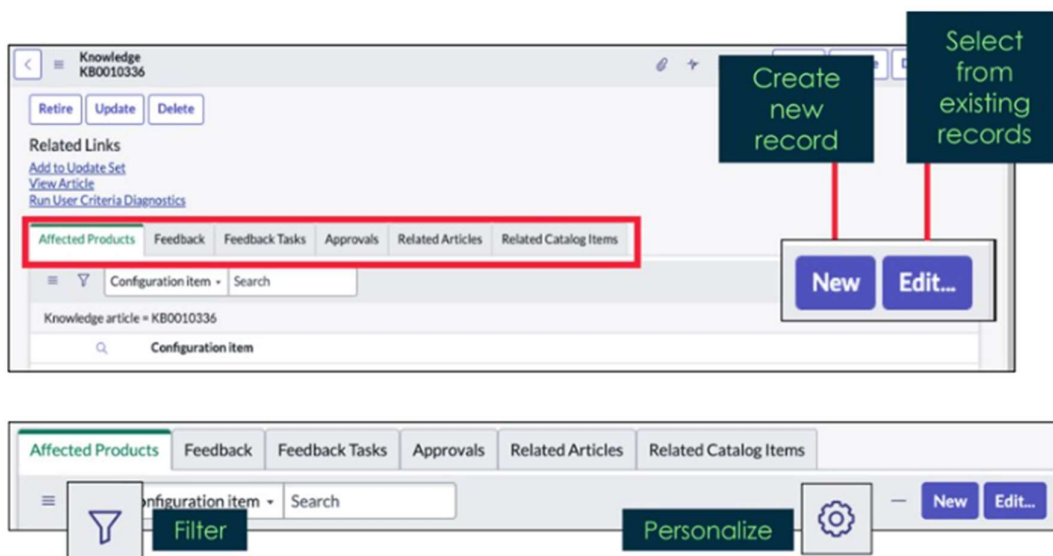 Knowledge
KB0010336
Create
new
record
Select
from
existing
records
Retire Update Delete
Related Links
Add to Update Set
View Article
Run User Criteria Diagnostics
Affected Products Feedback Feedback Tasks Approvals Related Articles Related Catalog Items
Configuration item Search
New Edit...
Knowledge article = KB0010336
Configuration item
Affected Products Feedback Feedback Tasks Approvals Related Articles Related Catalog Items
nfiguration item Search
New Edit...
Filter
Personalize